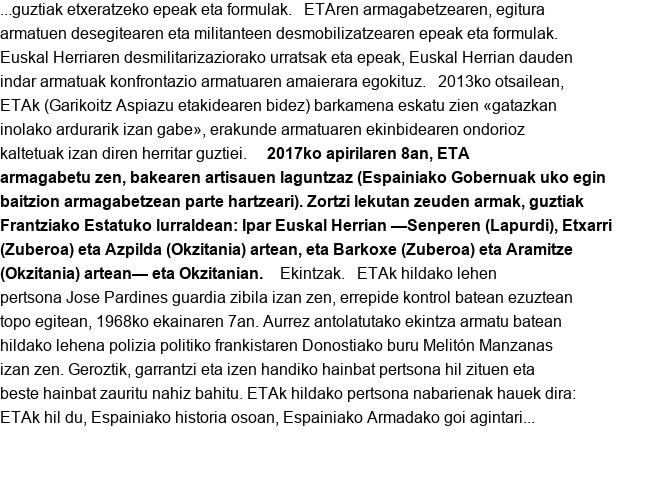 ...guztiak etxeratzeko epeak eta formulak. ETAren armagabetzearen, egitura
armatuen desegitearen eta militanteen desmobilizatzearen epeak eta formulak.
Euskal Herriaren desmilitarizaziorako urratsak eta epeak, Euskal Herrian dauden
indar armatuak konfrontazio armatuaren amaierara egokituz. 2013ko otsailean,
ETAk (Garikoitz Aspiazu etakidearen bidez) barkamena eskatu zien «gatazkan
inolako ardurarik izan gabe», erakunde armatuaren ekinbidearen ondorioz
kaltetuak izan diren herritar guztiei. 2017ko apirilaren 8an, ETA
armagabetu zen, bakearen artisauen laguntzaz (Espainiako Gobernuak uko egin
baitzion armagabetzean parte hartzeari). Zortzi lekutan zeuden armak, guztiak
Frantziako Estatuko lurraldean: Ipar Euskal Herrian —Senperen (Lapurdi), Etxarri
(Zuberoa) eta Azpilda (Okzitania) artean, eta Barkoxe (Zuberoa) eta Aramitze
(Okzitania) artean— eta Okzitanian. Ekintzak. ETAk hildako lehen
pertsona Jose Pardines guardia zibila izan zen, errepide kontrol batean ezuztean
topo egitean, 1968ko ekainaren 7an. Aurrez antolatutako ekintza armatu batean
hildako lehena polizia politiko frankistaren Donostiako buru Melitón Manzanas
izan zen. Geroztik, garrantzi eta izen handiko hainbat pertsona hil zituen eta
beste hainbat zauritu nahiz bahitu. ETAk hildako pertsona nabarienak hauek dira:
ETAk hil du, Espainiako historia osoan, Espainiako Armadako goi agintari...